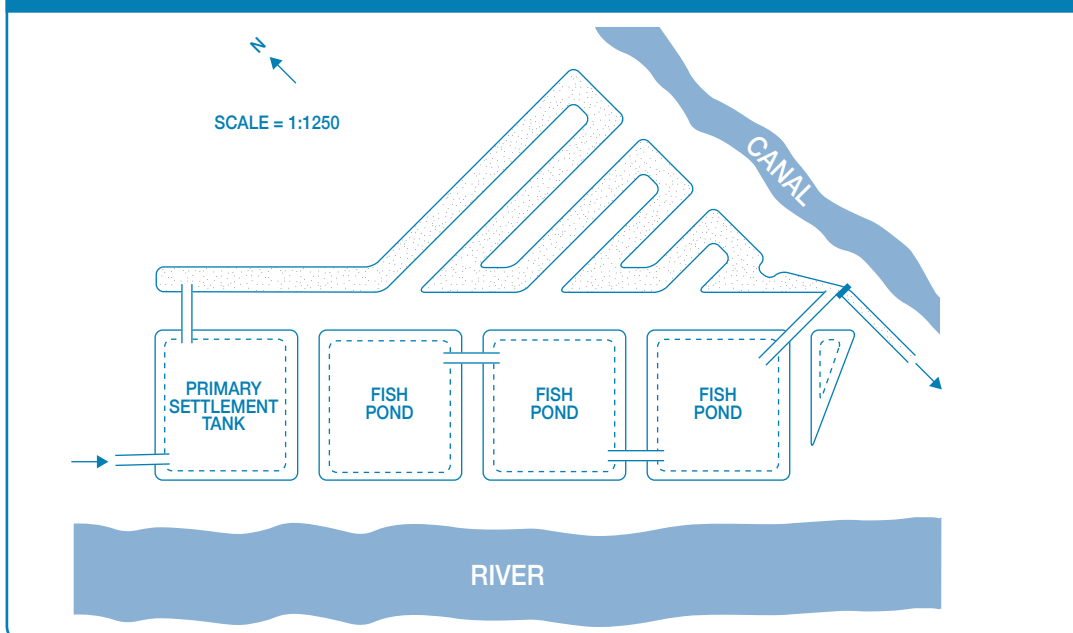 N
SCALE = 1:1250
CANAL
PRIMARY
SETTLEMENT
TANK
FISH
POND
FISH
POND
FISH
POND
RIVER